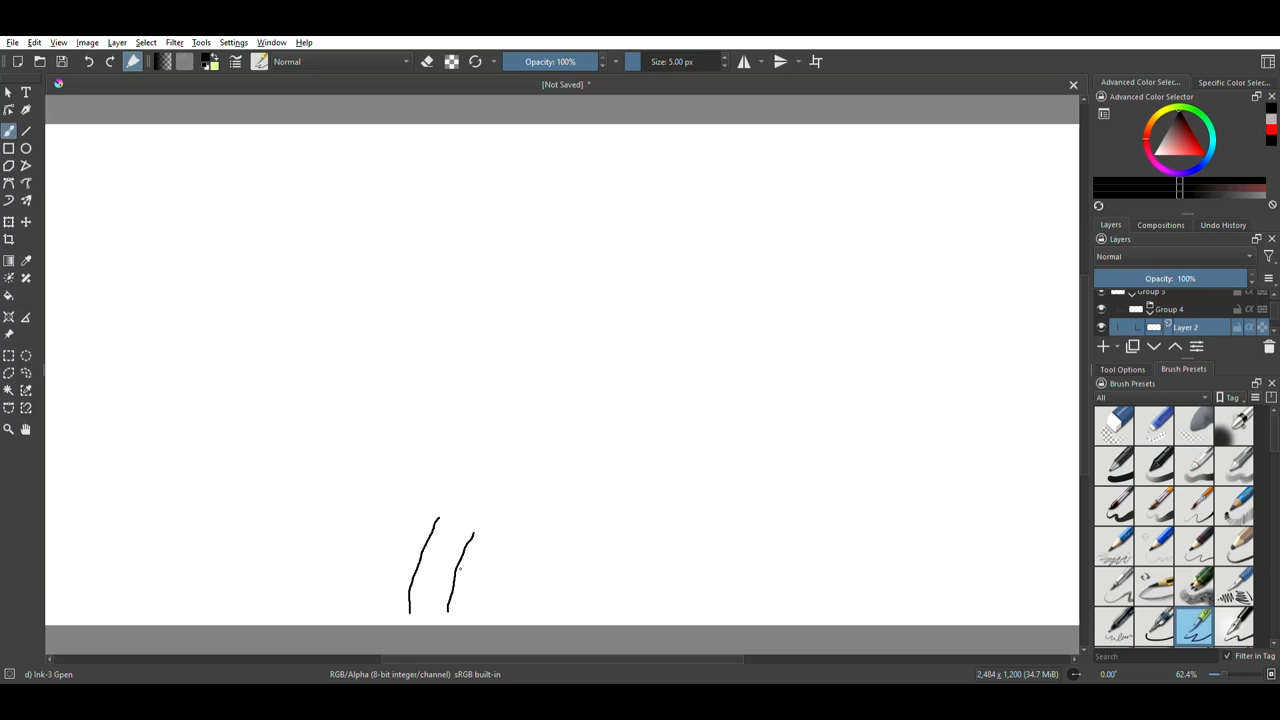 File Edit View Image Layer Select Filter Tools Settings Window Help
Normal Opacity: 100% Size: 5.00 px
[Not Saved] *
Advanced Color Selec... Specific Color Selec...
Advanced Color Selector
Layers Compositions Undo History
Layers
Normal
Opacity: 100%
Group 3
Group 4
Layer 2
Tool Options Brush Presets
Brush Presets
All Tag
Search Filter in Tag
d) Ink-3 Gpen RGB/Alpha (8-bit integer/channel) sRGB built-in 2,484 x 1,200 (34.7 MiB) 0.00° 62.4%